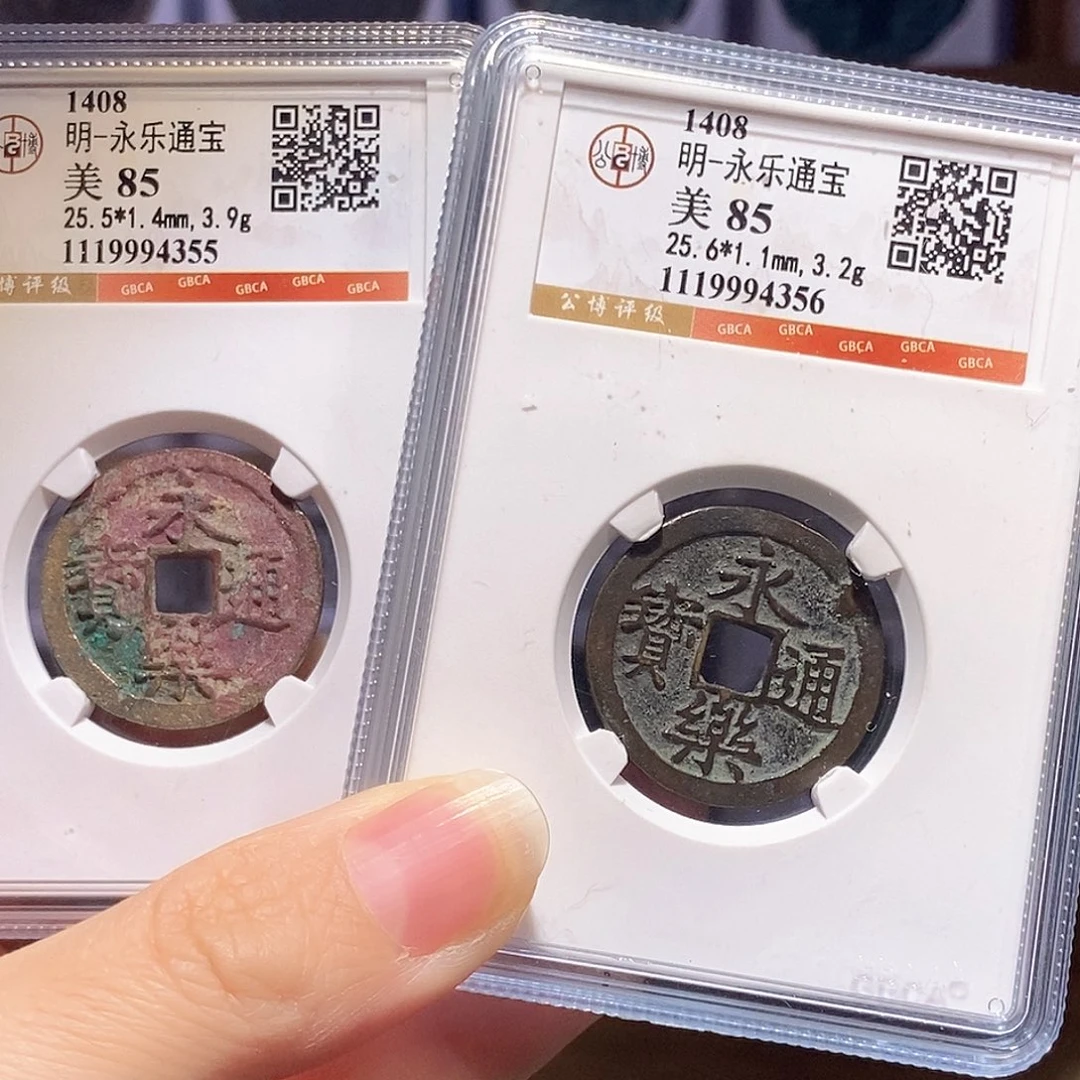 1408
明-永乐通宝
美 85
25.5*1.4mm, 3.9g
1119994355
博评级
GBCA GBCA GBCA GBCA GBCA
永樂通寶
1408
明-永乐通宝
美 85
25.6*1.1mm, 3.2g
1119994356
公博评级
GBCA GBCA GBCA GBCA GBCA
永樂通寶